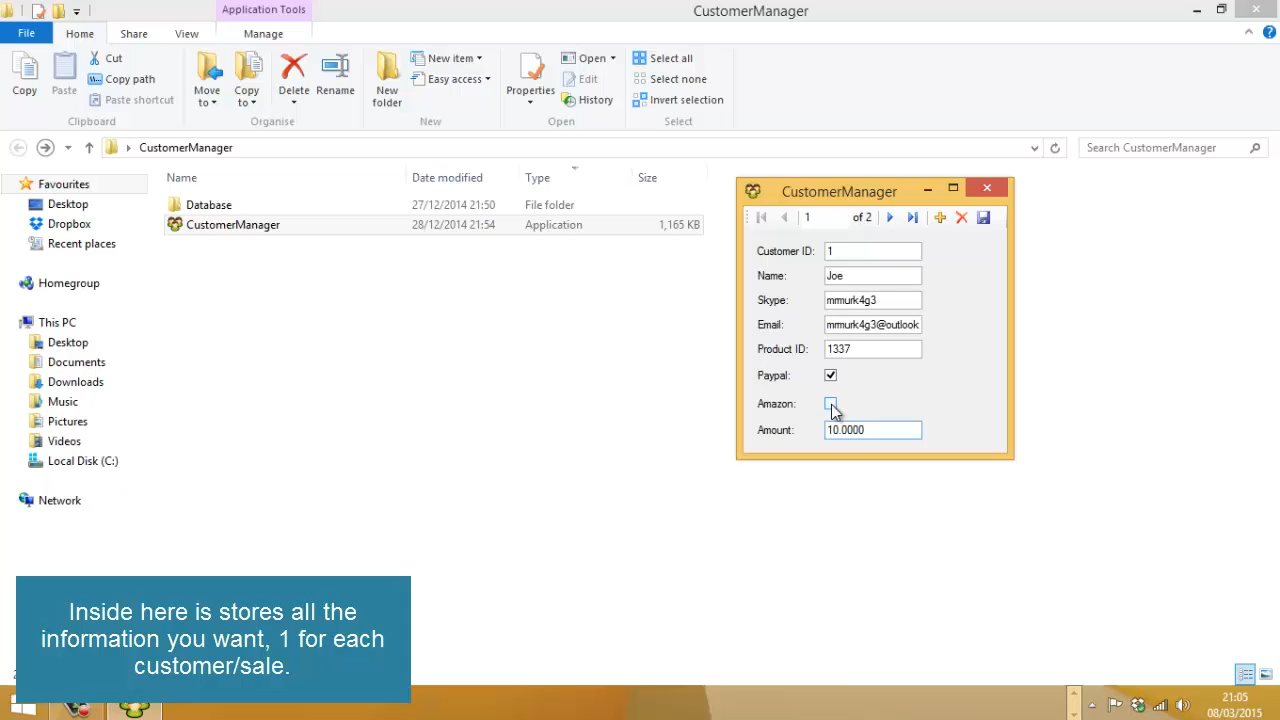 Application Tools
CustomerManager
File
Home
Share
View
Manage
Copy
Paste
Cut
Copy path
Paste shortcut
Clipboard
Move to
Copy to
Delete
Rename
Organise
New folder
New item
Easy access
New
Properties
Open
Edit
History
Open
Select all
Select none
Invert selection
Select
CustomerManager
Search CustomerManager
Favourites
Desktop
Dropbox
Recent places
Homegroup
This PC
Desktop
Documents
Downloads
Music
Pictures
Videos
Local Disk (C:)
Network
Name Date modified Type Size
Database 27/12/2014 21:50 File folder
CustomerManager 28/12/2014 21:54 Application 1,165 KB
CustomerManager
1 of 2
Customer ID: 1
Name: Joe
Skype: mrmurk4g3
Email: mrmurk4g3@outlook
Product ID: 1337
Paypal:
Amazon:
Amount: 10.0000
Inside here is stores all the
information you want, 1 for each
customer/sale.
21:05
08/03/2015